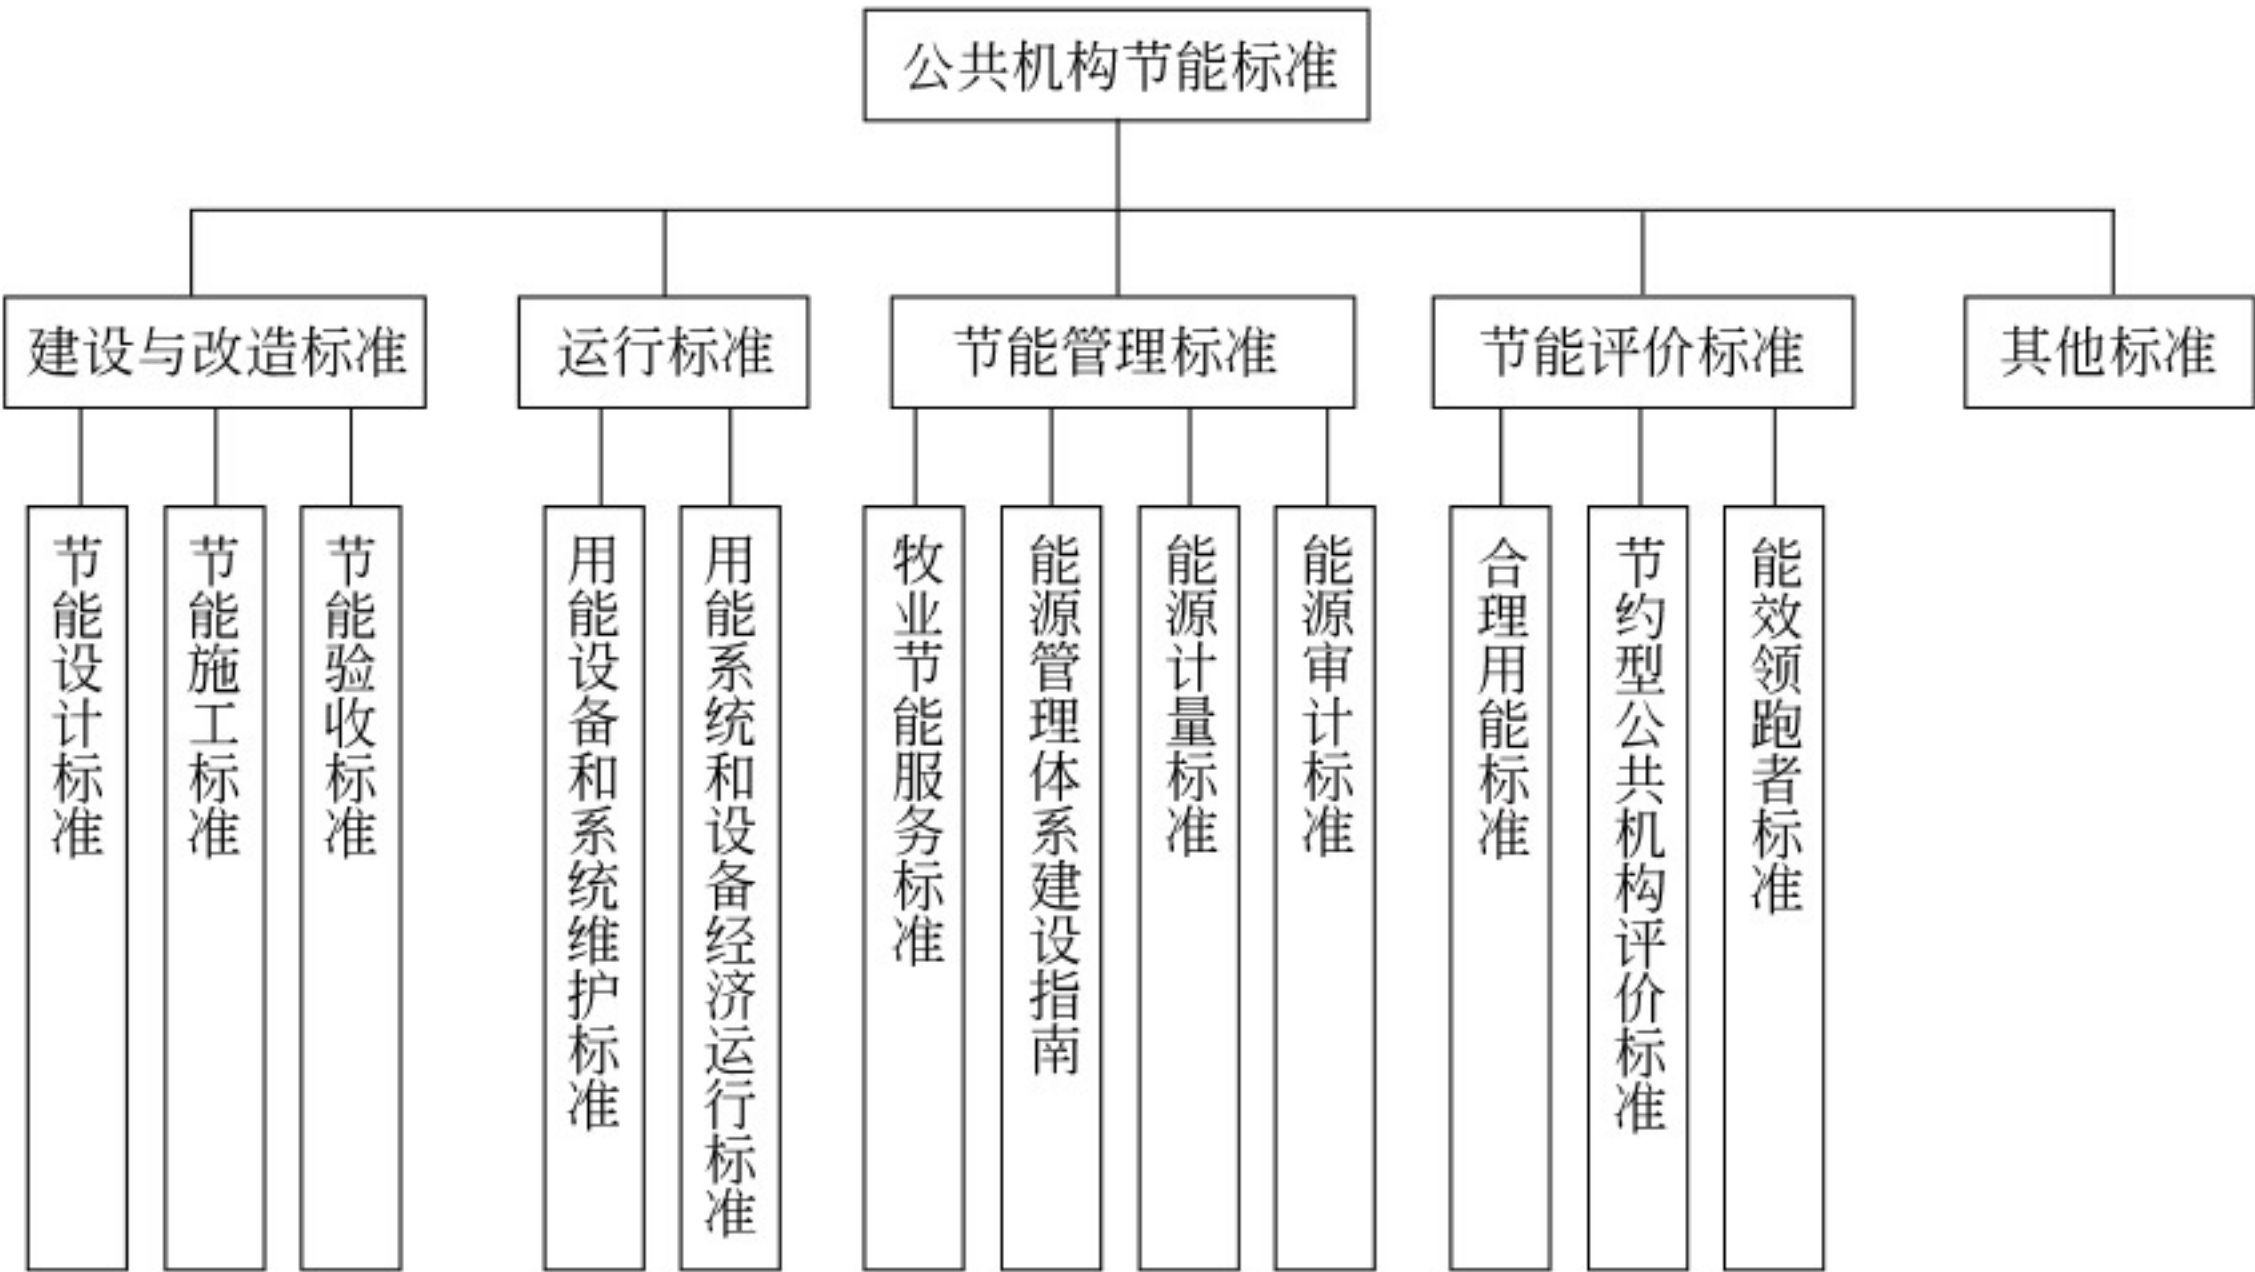 公共机构节能标准
建设与改造标准
运行标准
节能管理标准
节能评价标准
其他标准
节能设计标准
节能施工标准
节能验收标准
用能设备和系统维护标准
用能系统和设备经济运行标准
牧业节能服务标准
能源管理体系建设指南
能源计量标准
能源审计标准
合理用能标准
节约型公共机构评价标准
能效领跑者标准